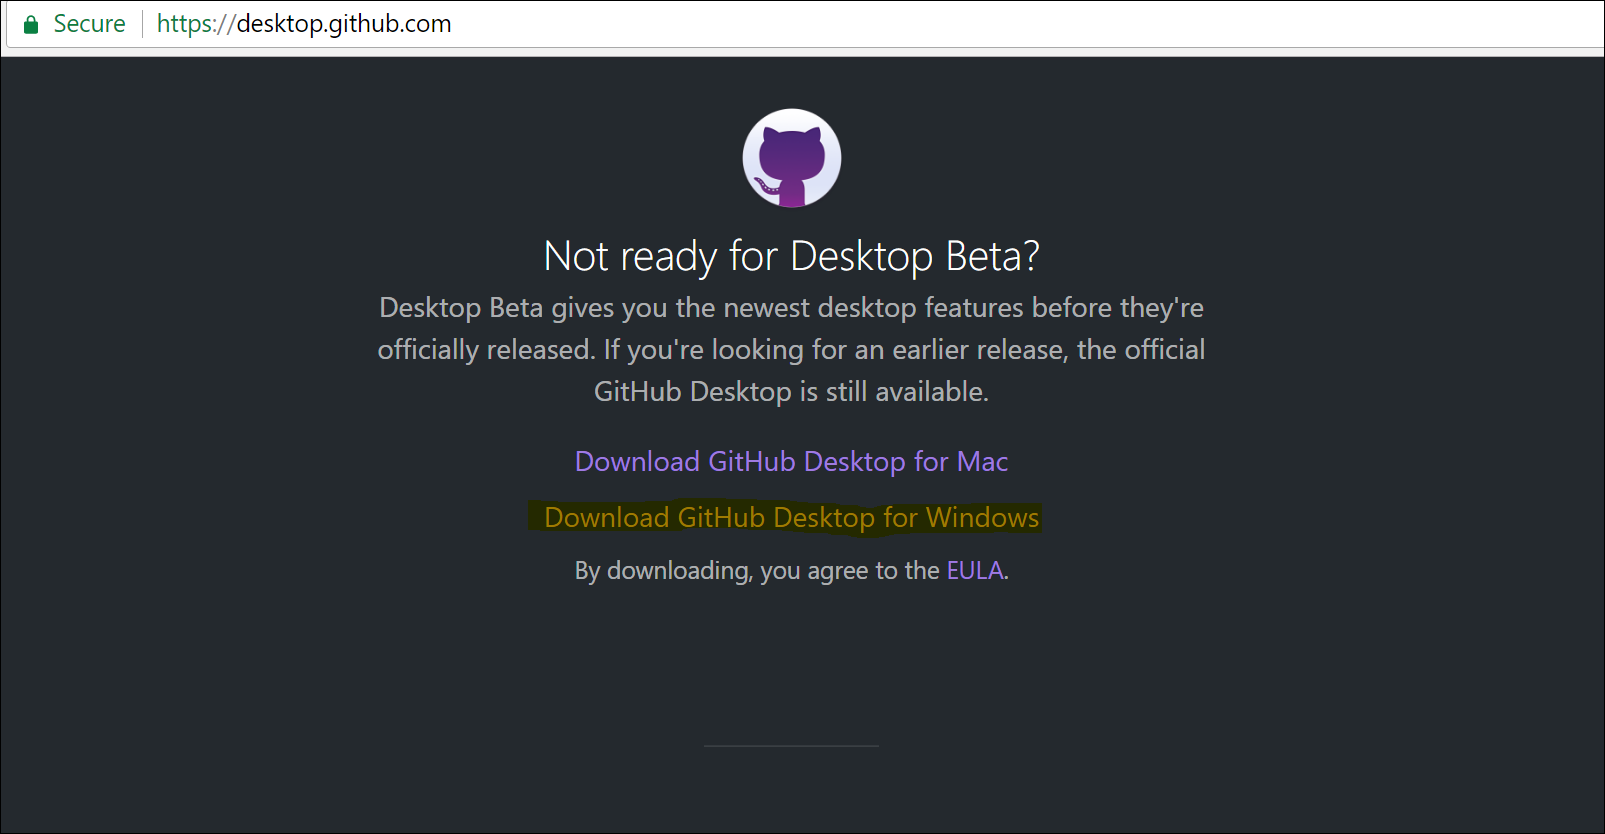 Secure https://desktop.github.com
Not ready for Desktop Beta?
Desktop Beta gives you the newest desktop features before they're
officially released. If you're looking for an earlier release, the official
GitHub Desktop is still available.
Download GitHub Desktop for Mac
Download GitHub Desktop for Windows
By downloading, you agree to the EULA.